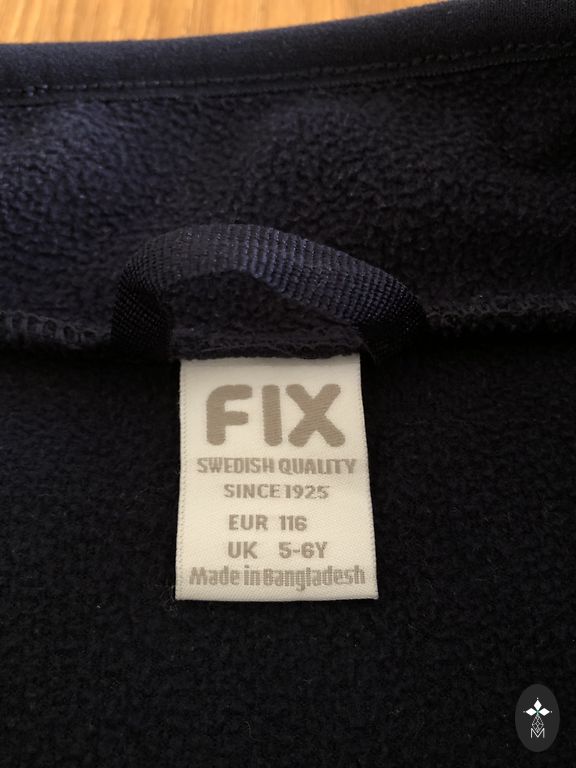 FIX
SWEDISH QUALITY
SINCE 1925
EUR 116
UK 5-6Y
Made in Bangladesh
M